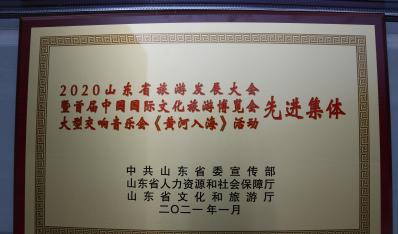 2020山东省旅游发展大会
暨首届中国国际文化旅游博览会
大型交响音乐会《黄河入海》活动
先进集体
中共山东省委宣传部
山东省人力资源和社会保障厅
山东省文化和旅游厅
二〇二一年一月